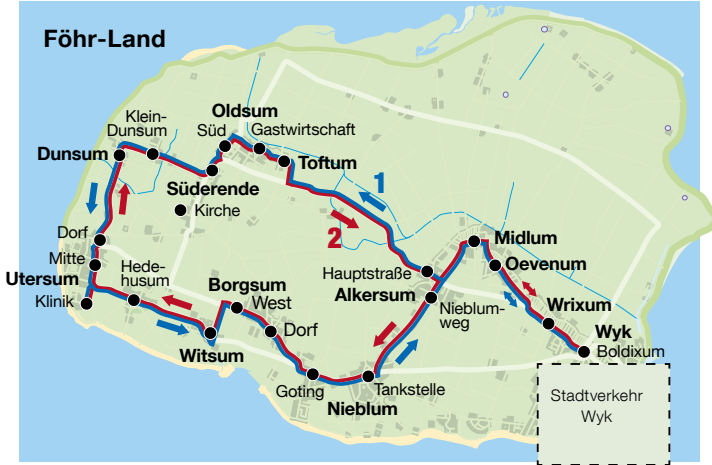 Föhr-Land
Oldsum
Süd
Gastwirtschaft
Klein-
Dunsum
Dunsum
Toftum
Süderende
Kirche
1
2
Dorf
Mitte
Utersum
Klinik
Hede-
husum
Borgsum
West
Dorf
Witsum
Goting
Nieblum
Tankstelle
Hauptstraße
Alkersum
Nieblum-
weg
Midlum
Oevenum
Wrixum
Wyk
Boldixum
Stadtverkehr
Wyk